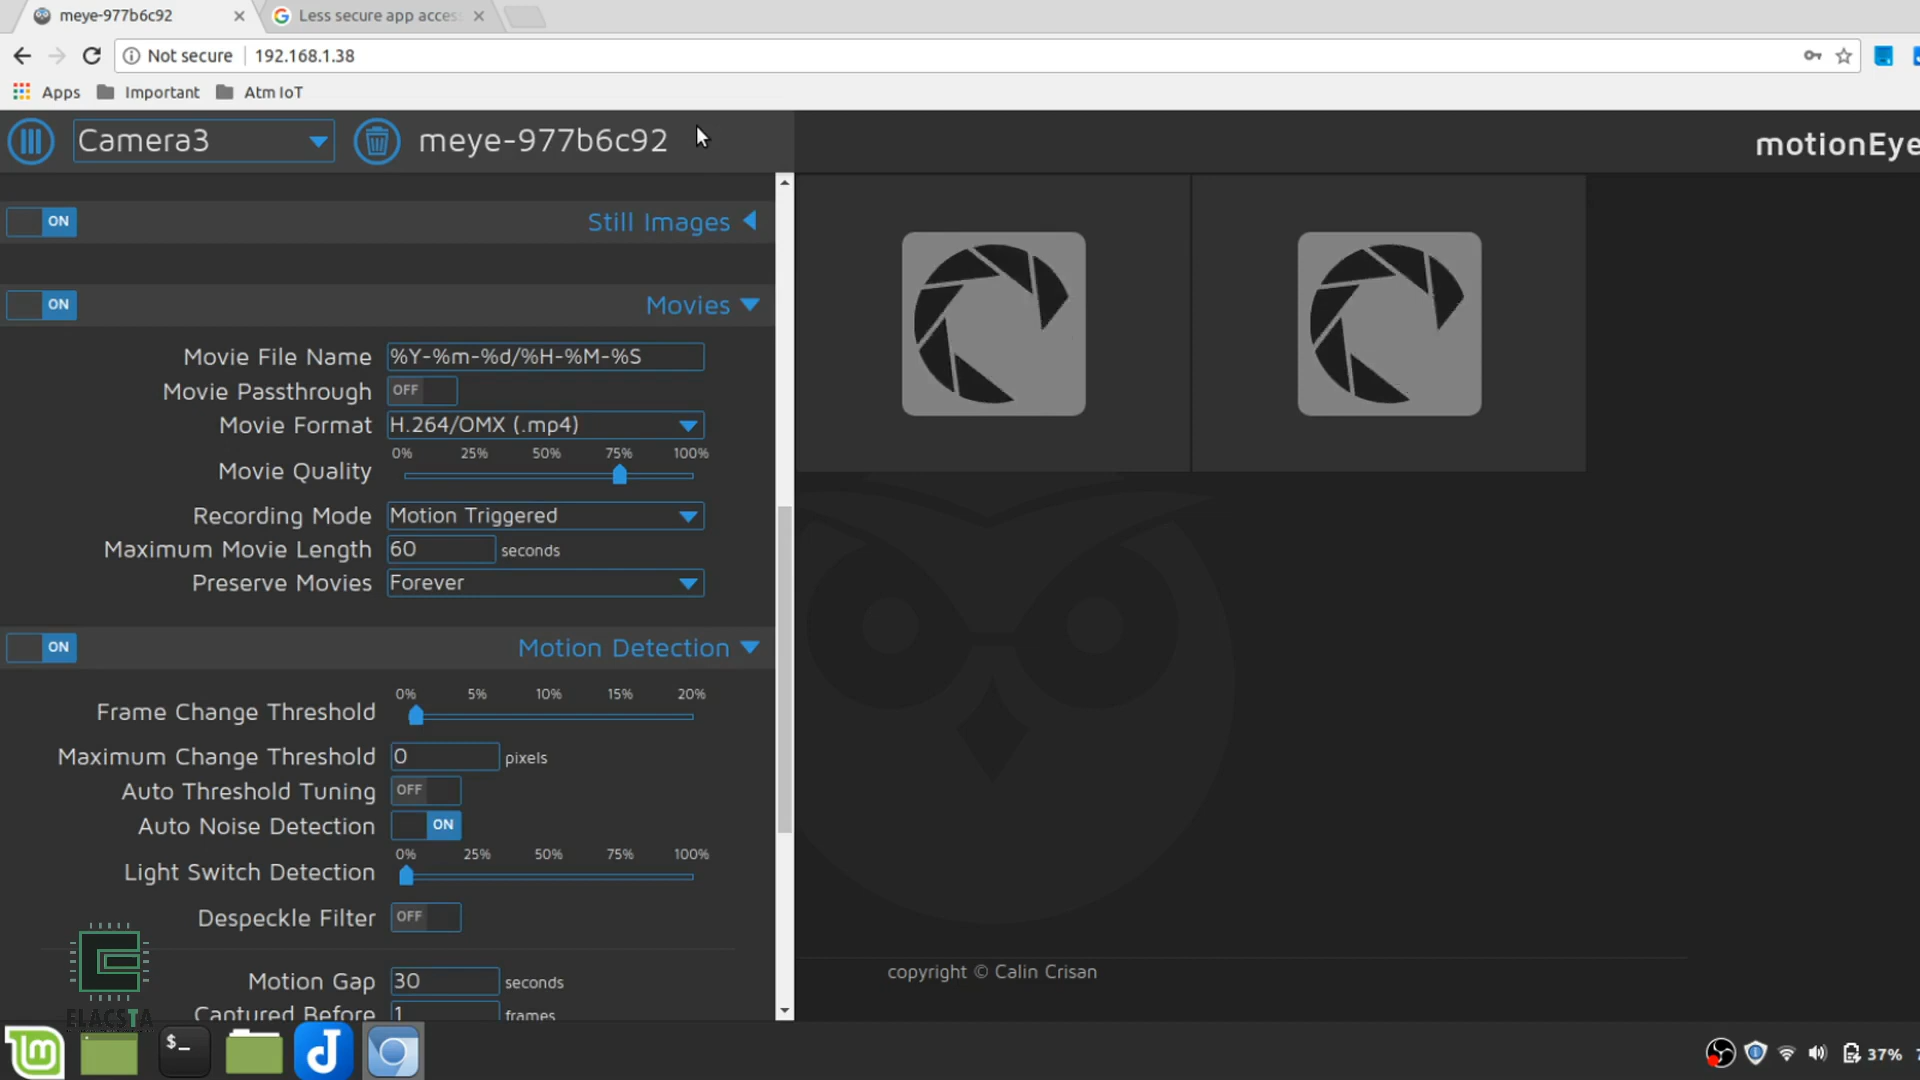 meye-977b6c92
Less secure app acces
Not secure
192.168.1.38
Apps
Important
Atm IoT
Camera3
meye-977b6c92
motionEye
ON
Still Images
ON
Movies
Movie File Name
%Y-%m-%d/%H-%M-%S
Movie Passthrough
OFF
Movie Format
H.264/OMX (.mp4)
0% 25% 50% 75% 100%
Movie Quality
Recording Mode
Motion Triggered
Maximum Movie Length
60
seconds
Preserve Movies
Forever
ON
Motion Detection
0% 5% 10% 15% 20%
Frame Change Threshold
Maximum Change Threshold
0
pixels
Auto Threshold Tuning
OFF
Auto Noise Detection
ON
0% 25% 50% 75% 100%
Light Switch Detection
Despeckle Filter
OFF
Motion Gap
30
seconds
Captured Before
1
frames
copyright © Calin Crisan
ELACSTA
$_
37%